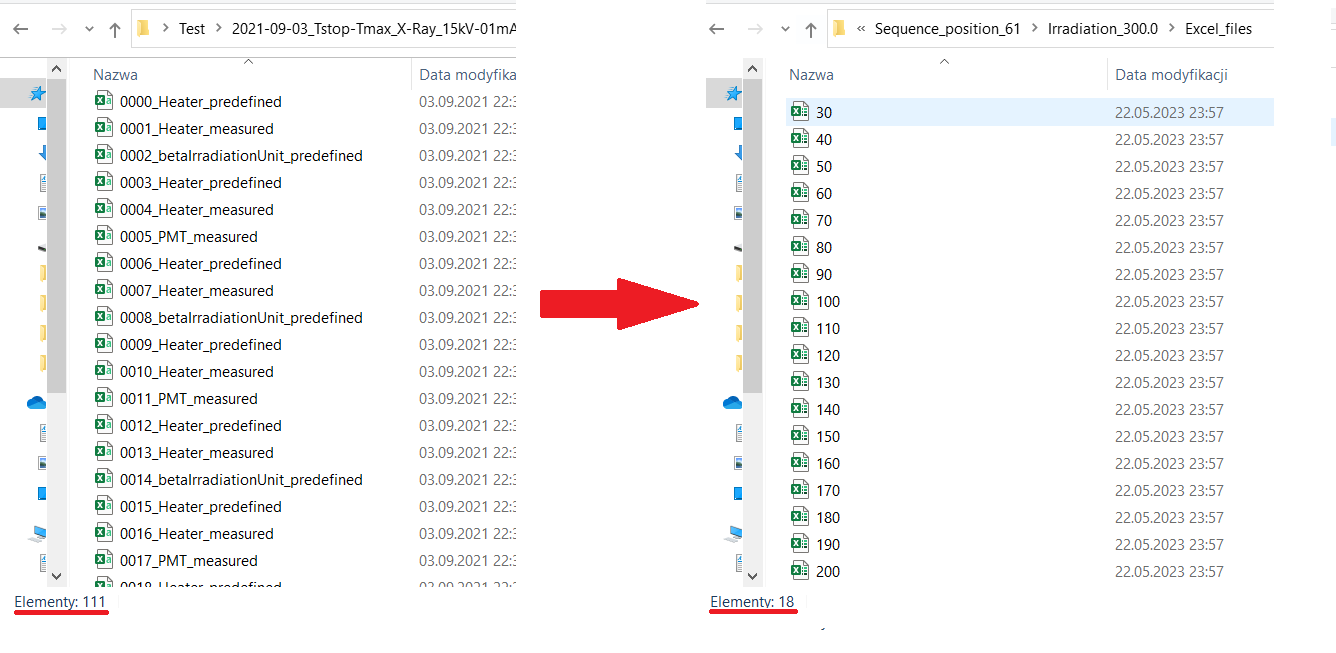 Test > 2021-09-03_Tstop-Tmax_X-Ray_15kV-01mA
Nazwa Data modyfika
0000_Heater_predefined 03.09.2021 22:3
0001_Heater_measured 03.09.2021 22:3
0002_betaIrradiationUnit_predefined 03.09.2021 22:3
0003_Heater_predefined 03.09.2021 22:3
0004_Heater_measured 03.09.2021 22:3
0005_PMT_measured 03.09.2021 22:3
0006_Heater_predefined 03.09.2021 22:3
0007_Heater_measured 03.09.2021 22:3
0008_betaIrradiationUnit_predefined 03.09.2021 22:3
0009_Heater_predefined 03.09.2021 22:3
0010_Heater_measured 03.09.2021 22:3
0011_PMT_measured 03.09.2021 22:3
0012_Heater_predefined 03.09.2021 22:3
0013_Heater_measured 03.09.2021 22:3
0014_betaIrradiationUnit_predefined 03.09.2021 22:3
0015_Heater_predefined 03.09.2021 22:3
0016_Heater_measured 03.09.2021 22:3
0017_PMT_measured 03.09.2021 22:3
0018_Heater_predefined 03.09.2021 22:3
Elementy: 111
« Sequence_position_61 > Irradiation_300.0 > Excel_files
Nazwa Data modyfikacji
30 22.05.2023 23:57
40 22.05.2023 23:57
50 22.05.2023 23:57
60 22.05.2023 23:57
70 22.05.2023 23:57
80 22.05.2023 23:57
90 22.05.2023 23:57
100 22.05.2023 23:57
110 22.05.2023 23:57
120 22.05.2023 23:57
130 22.05.2023 23:57
140 22.05.2023 23:57
150 22.05.2023 23:57
160 22.05.2023 23:57
170 22.05.2023 23:57
180 22.05.2023 23:57
190 22.05.2023 23:57
200 22.05.2023 23:57
Elementy: 18